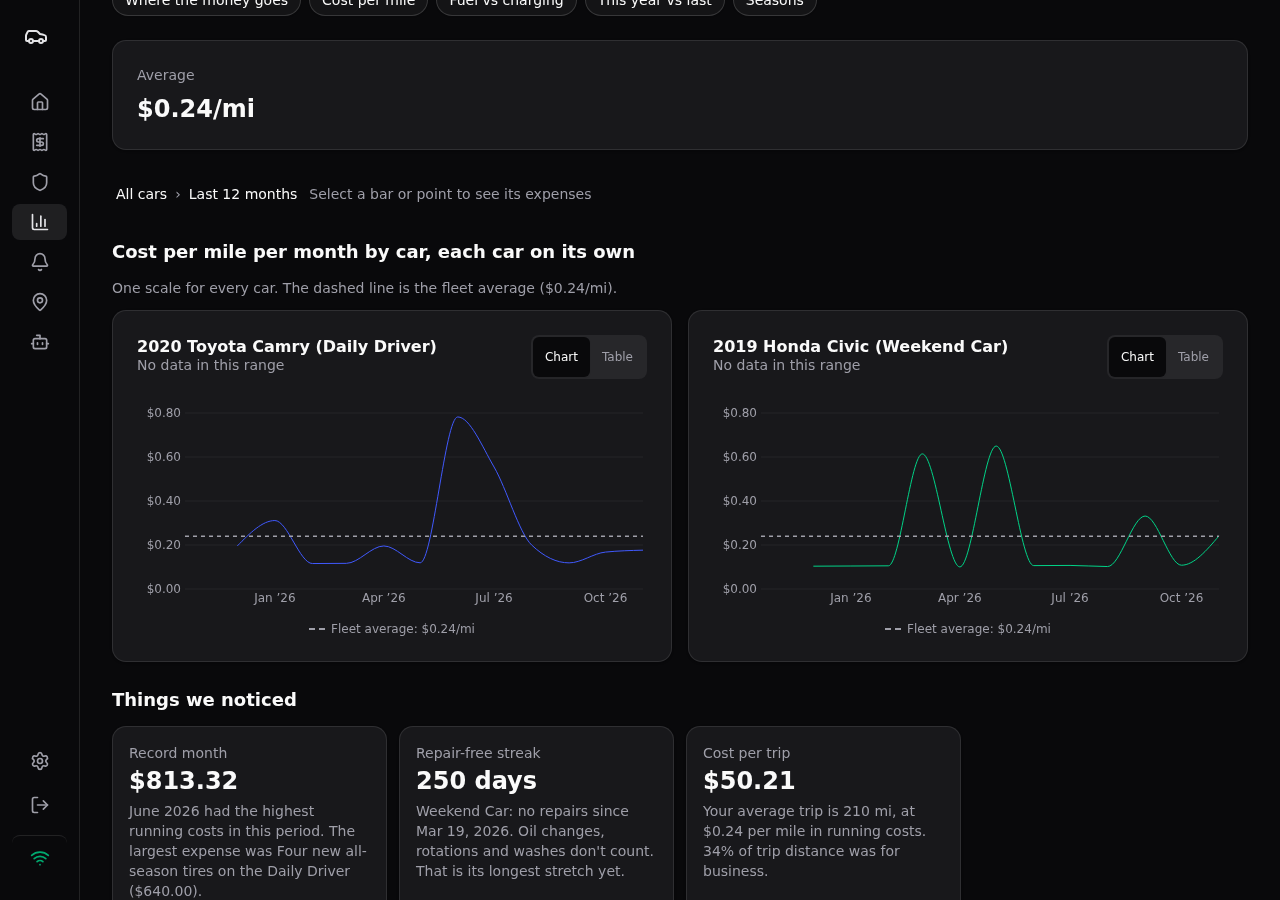 Where the money goes
Cost per mile
Fuel vs charging
This year vs last
Seasons
Average
$0.24/mi
All cars › Last 12 months Select a bar or point to see its expenses
Cost per mile per month by car, each car on its own
One scale for every car. The dashed line is the fleet average ($0.24/mi).
2020 Toyota Camry (Daily Driver)
No data in this range
Chart Table
$0.80
$0.60
$0.40
$0.20
$0.00
Jan ’26 Apr ’26 Jul ’26 Oct ’26
Fleet average: $0.24/mi
2019 Honda Civic (Weekend Car)
No data in this range
Chart Table
$0.80
$0.60
$0.40
$0.20
$0.00
Jan ’26 Apr ’26 Jul ’26 Oct ’26
Fleet average: $0.24/mi
Things we noticed
Record month
$813.32
June 2026 had the highest
running costs in this period. The
largest expense was Four new all-
season tires on the Daily Driver
($640.00).
Repair-free streak
250 days
Weekend Car: no repairs since
Mar 19, 2026. Oil changes,
rotations and washes don't count.
That is its longest stretch yet.
Cost per trip
$50.21
Your average trip is 210 mi, at
$0.24 per mile in running costs.
34% of trip distance was for
business.